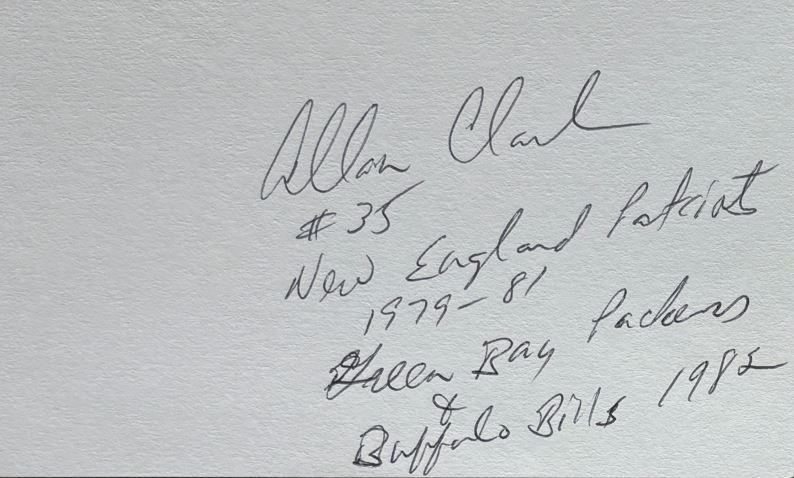 Allan Clark
# 35
New England Patriots
1979-81
Green Bay Packers
&
Buffalo Bills 1982